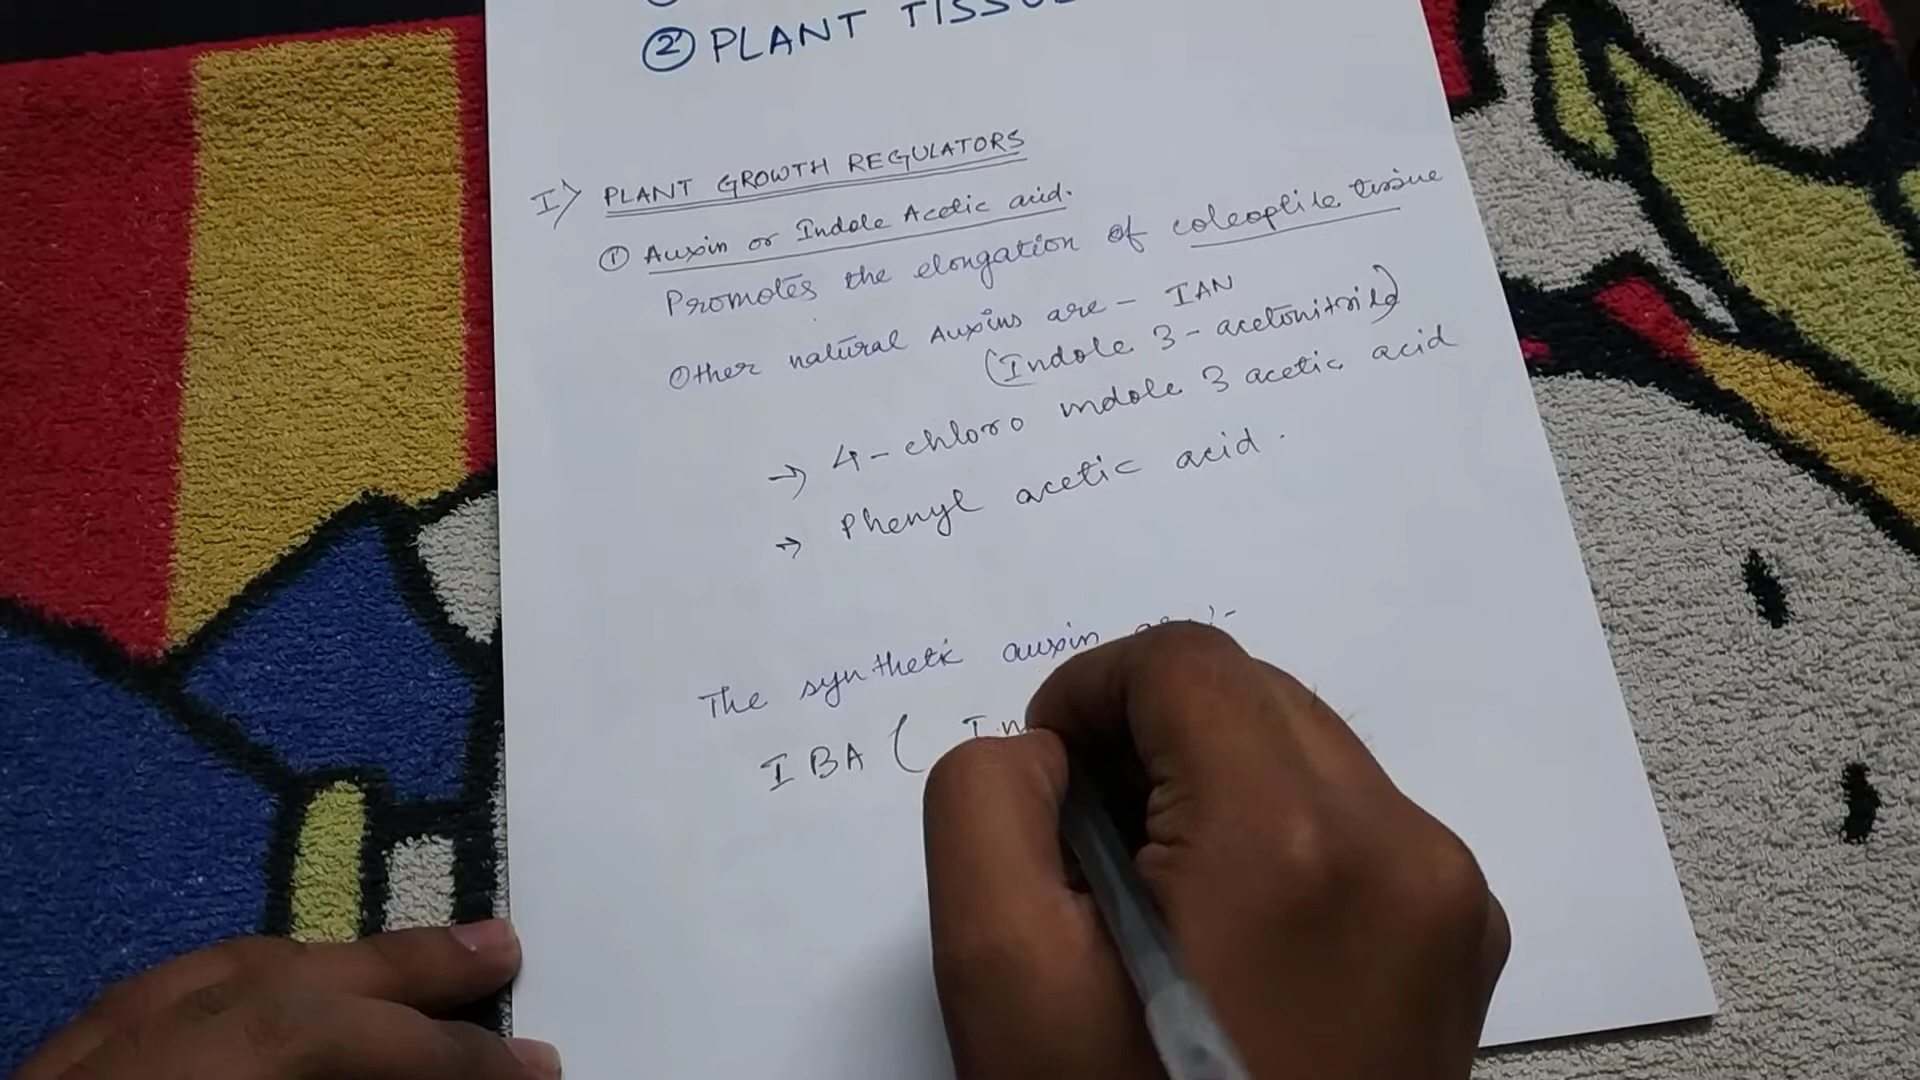 ② PLANT TISSUE
I> PLANT GROWTH REGULATORS
① Auxin or Indole Acetic acid.
Promotes the elongation of coleoptile tissue
Other natural Auxins are - IAN
(Indole 3-acetonitrile)
→ 4-chloro indole 3 acetic acid
→ Phenyl acetic acid.
The synthetic auxin :-
IBA ( In